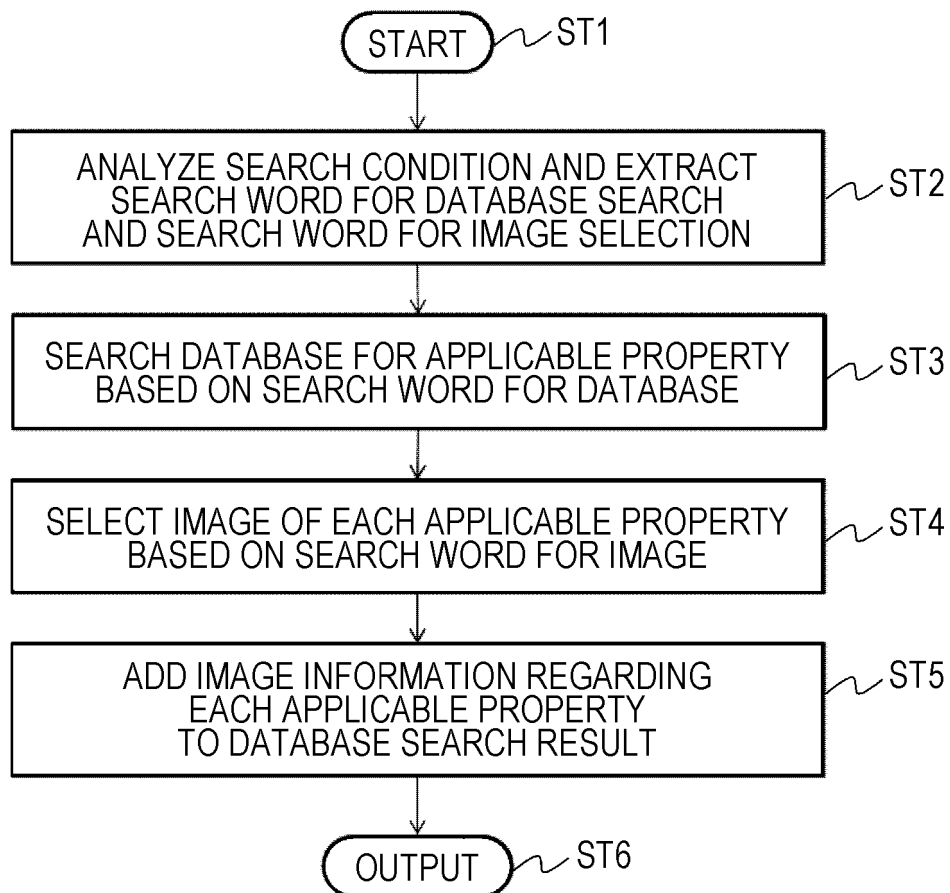 START
ST1
ANALYZE SEARCH CONDITION AND EXTRACT
SEARCH WORD FOR DATABASE SEARCH
AND SEARCH WORD FOR IMAGE SELECTION
ST2
SEARCH DATABASE FOR APPLICABLE PROPERTY
BASED ON SEARCH WORD FOR DATABASE
ST3
SELECT IMAGE OF EACH APPLICABLE PROPERTY
BASED ON SEARCH WORD FOR IMAGE
ST4
ADD IMAGE INFORMATION REGARDING
EACH APPLICABLE PROPERTY
TO DATABASE SEARCH RESULT
ST5
OUTPUT
ST6